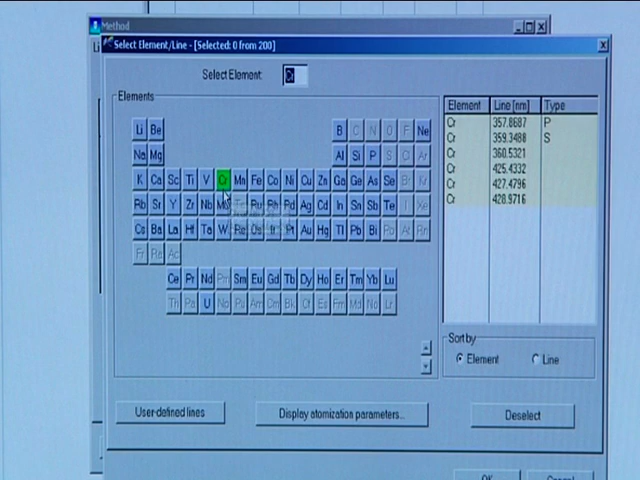 Method
Select Element/Line - [Selected: 0 from 200]
Select Element: Cr
Elements
Li Be B C N O F Ne
Na Mg Al Si P S Cl Ar
K Ca Sc Ti V Cr Mn Fe Co Ni Cu Zn Ga Ge As Se Br Kr
Rb Sr Y Zr Nb Mo Tc Ru Rh Pd Ag Cd In Sn Sb Te I Xe
Cs Ba La Hf Ta W Re Os Ir Pt Au Hg Tl Pb Bi Po At Rn
Fr Ra Ac
Ce Pr Nd Pm Sm Eu Gd Tb Dy Ho Er Tm Yb Lu
Th Pa U Np Pu Am Cm Bk Cf Es Fm Md No Lr
Element Line [nm] Type
Cr 357.8687 P
Cr 359.3488 S
Cr 360.5321
Cr 425.4332
Cr 427.4796
Cr 428.9716
Sort by
Element Line
User-defined lines Display atomization parameters... Deselect
OK Cancel